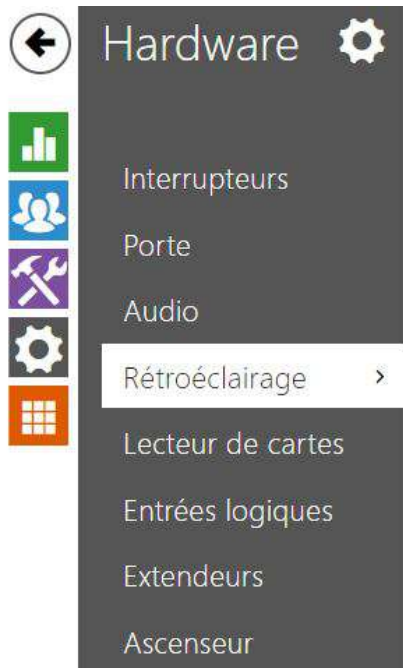 Hardware
Interrupteurs
Porte
Audio
Rétroéclairage
Lecteur de cartes
Entrées logiques
Extendeurs
Ascenseur